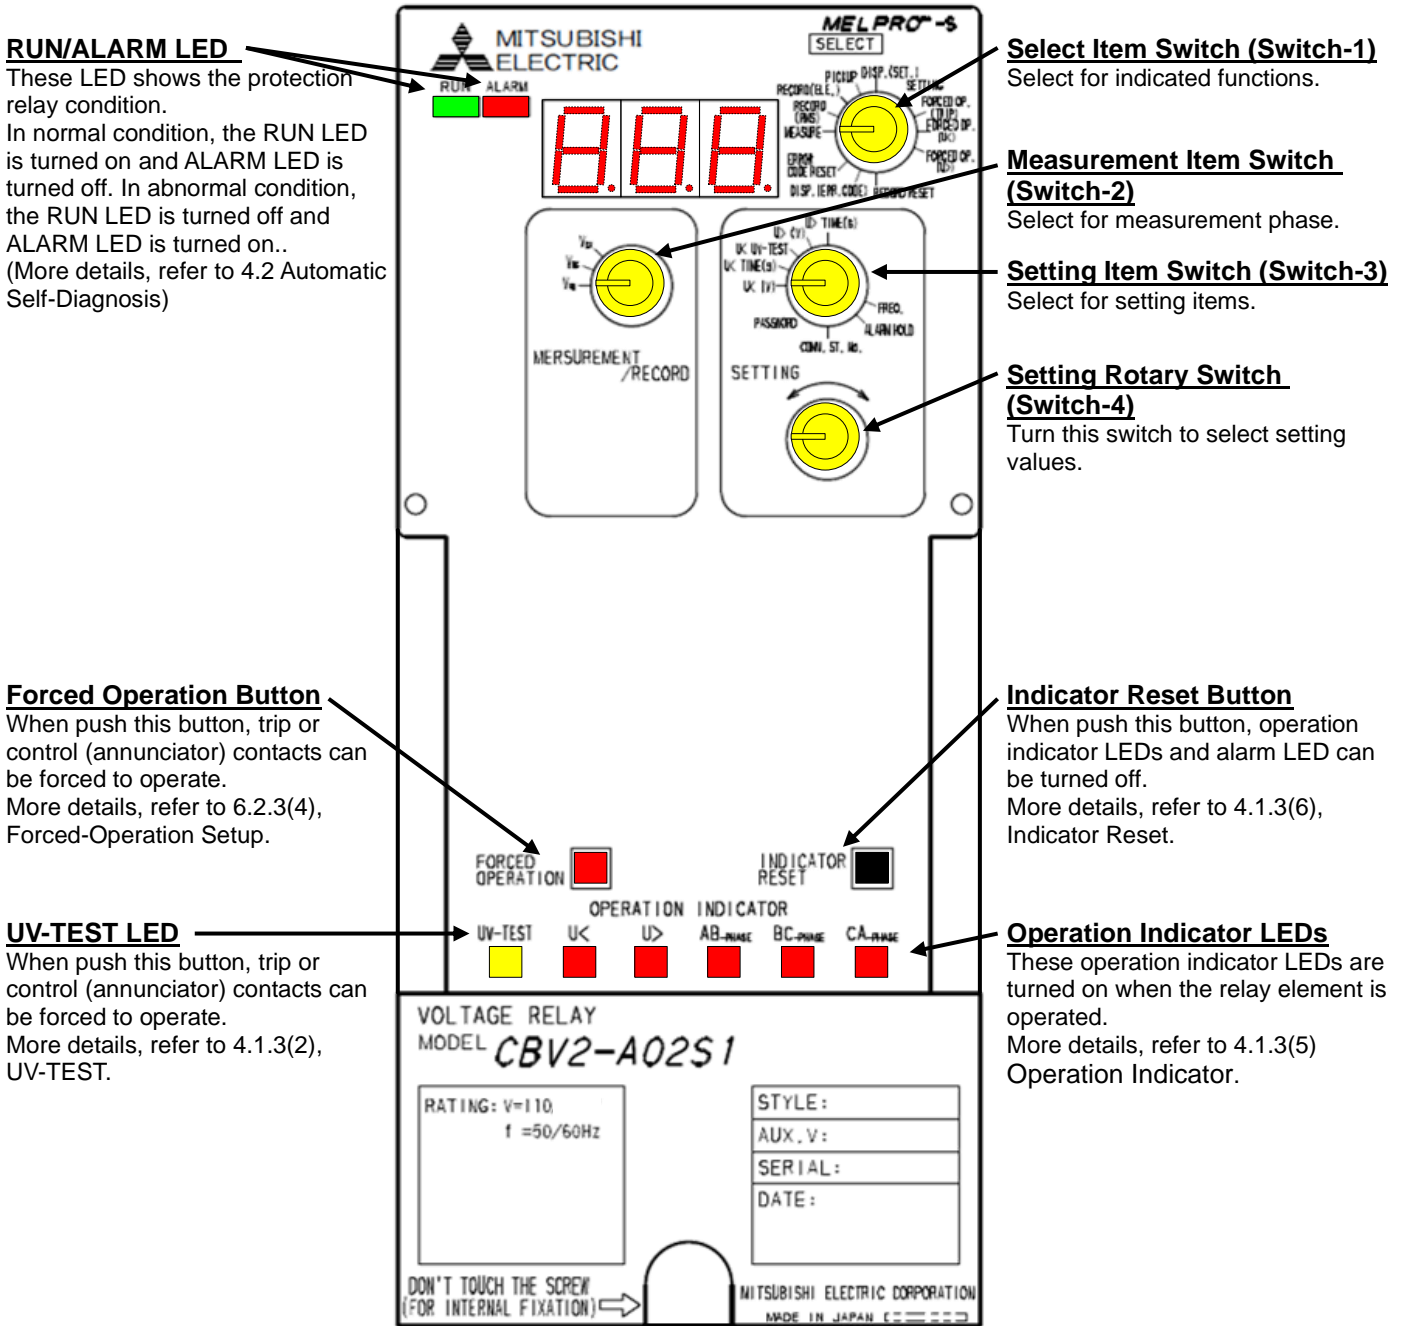 RUN/ALARM LED
These LED shows the protection
relay condition.
In normal condition, the RUN LED
is turned on and ALARM LED is
turned off. In abnormal condition,
the RUN LED is turned off and
ALARM LED is turned on..
(More details, refer to 4.2 Automatic
Self-Diagnosis)
Forced Operation Button
When push this button, trip or
control (annunciator) contacts can
be forced to operate.
More details, refer to 6.2.3(4),
Forced-Operation Setup.
UV-TEST LED
When push this button, trip or
control (annunciator) contacts can
be forced to operate.
More details, refer to 4.1.3(2),
UV-TEST.
MITSUBISHI
ELECTRIC
MELPRO™-S
SELECT
RUN ALARM
PICKUP
DISP.(SET.)
SETTING
RECORD(ELE.)
RECORD
(RMS)
MEASURE
FORCED OP.
(TRIP)
FORCED OP.
(U<)
FORCED OP.
(U>)
ERROR
CODE RESET
DISP.(ERR.CODE)
RECORD RESET
MERSUREMENT
/RECORD
U> TIME(s)
U> (V)
U< UV-TEST
U< TIME(s)
U< (V)
PASSWORD
FREQ.
ALARM HOLD
COMM. ST. No.
SETTING
FORCED
OPERATION
INDICATOR
RESET
OPERATION INDICATOR
UV-TEST U< U> AB-PHASE BC-PHASE CA-PHASE
VOLTAGE RELAY
MODEL CBV2-A02S1
RATING: V=110,
f =50/60Hz
STYLE:
AUX.V:
SERIAL:
DATE:
DON'T TOUCH THE SCREW
(FOR INTERNAL FIXATION)
MITSUBISHI ELECTRIC CORPORATION
MADE IN JAPAN
Select Item Switch (Switch-1)
Select for indicated functions.
Measurement Item Switch
(Switch-2)
Select for measurement phase.
Setting Item Switch (Switch-3)
Select for setting items.
Setting Rotary Switch
(Switch-4)
Turn this switch to select setting
values.
Indicator Reset Button
When push this button, operation
indicator LEDs and alarm LED can
be turned off.
More details, refer to 4.1.3(6),
Indicator Reset.
Operation Indicator LEDs
These operation indicator LEDs are
turned on when the relay element is
operated.
More details, refer to 4.1.3(5)
Operation Indicator.